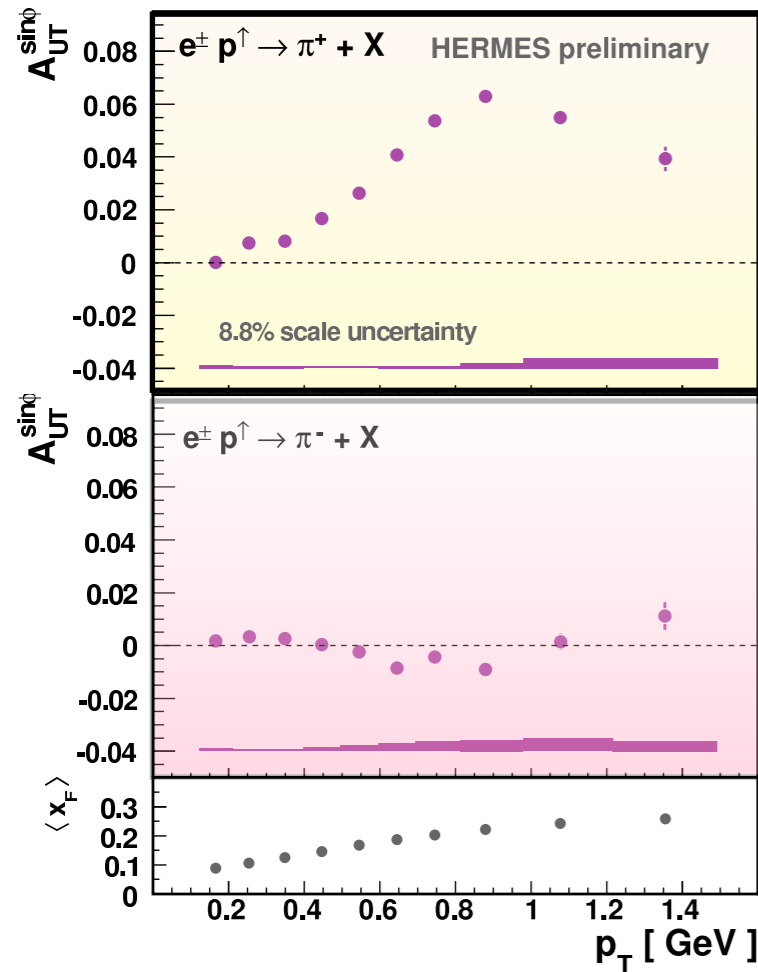 A_UT^sinϕ
e± p↑ → π+ + X
HERMES preliminary
0.08
0.06
0.04
0.02
0
-0.02
-0.04
8.8% scale uncertainty
A_UT^sinϕ
e± p↑ → π- + X
0.08
0.06
0.04
0.02
0
-0.02
-0.04
⟨ x_F ⟩
0.3
0.2
0.1
0
0.2 0.4 0.6 0.8 1 1.2 1.4
p_T [ GeV ]